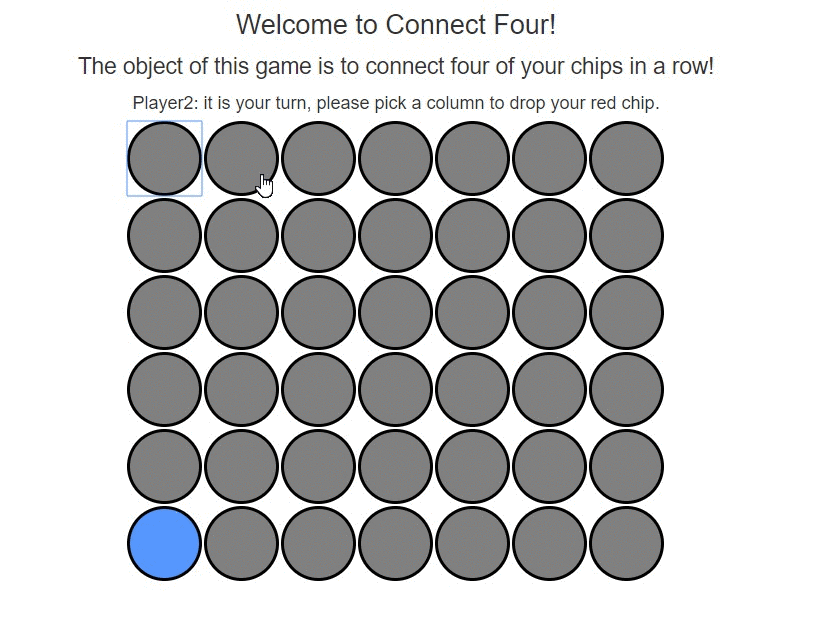 Welcome to Connect Four!
The object of this game is to connect four of your chips in a row!
Player2: it is your turn, please pick a column to drop your red chip.